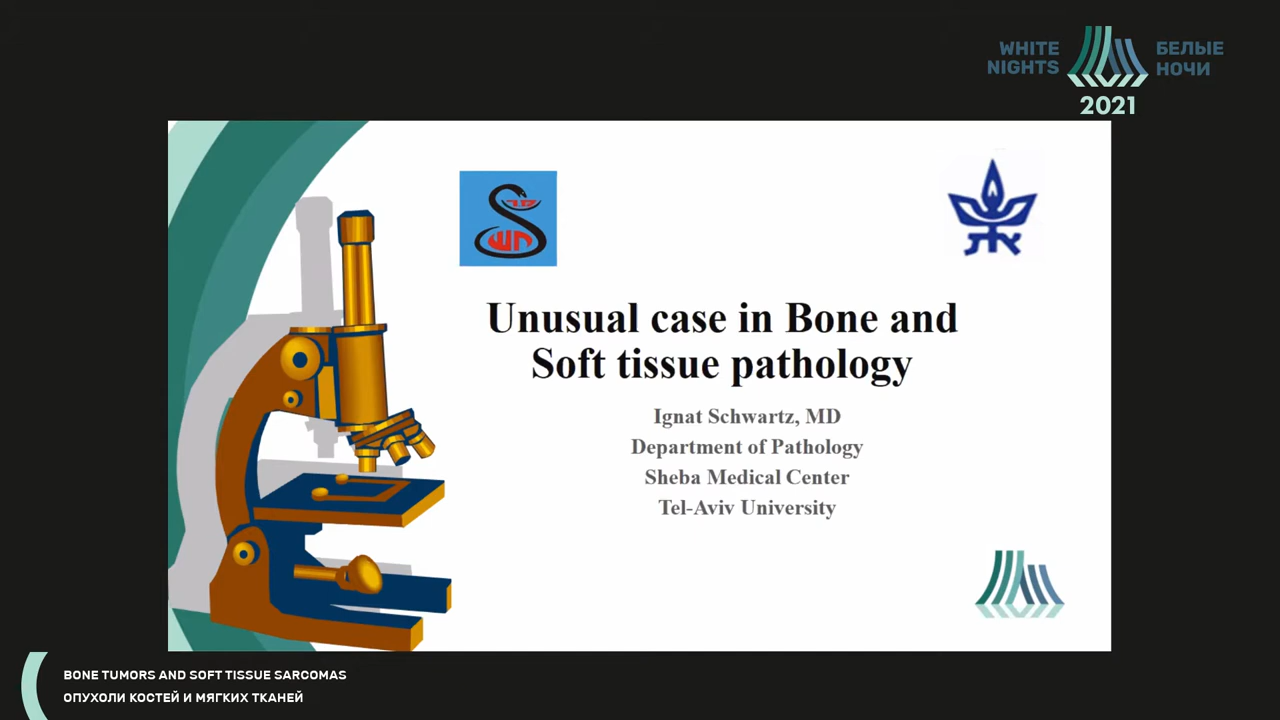 WHITE
NIGHTS
БЕЛЫЕ
НОЧИ
2021
את
Unusual case in Bone and
Soft tissue pathology
Ignat Schwartz, MD
Department of Pathology
Sheba Medical Center
Tel-Aviv University
BONE TUMORS AND SOFT TISSUE SARCOMAS
ОПУХОЛИ КОСТЕЙ И МЯГКИХ ТКАНЕЙ